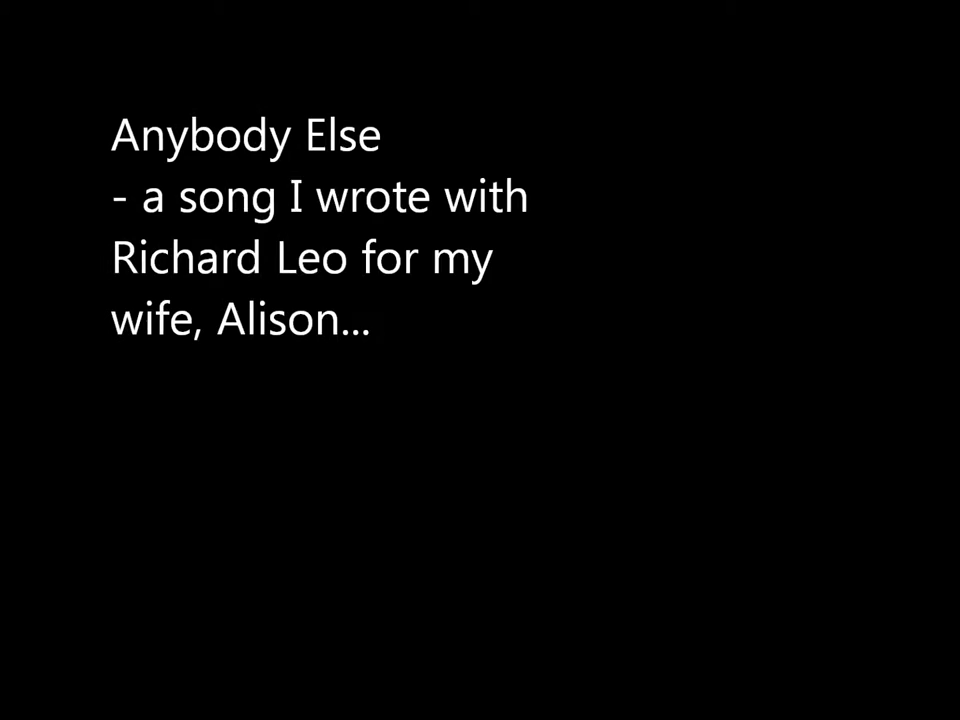 Anybody Else
- a song I wrote with
Richard Leo for my
wife, Alison...